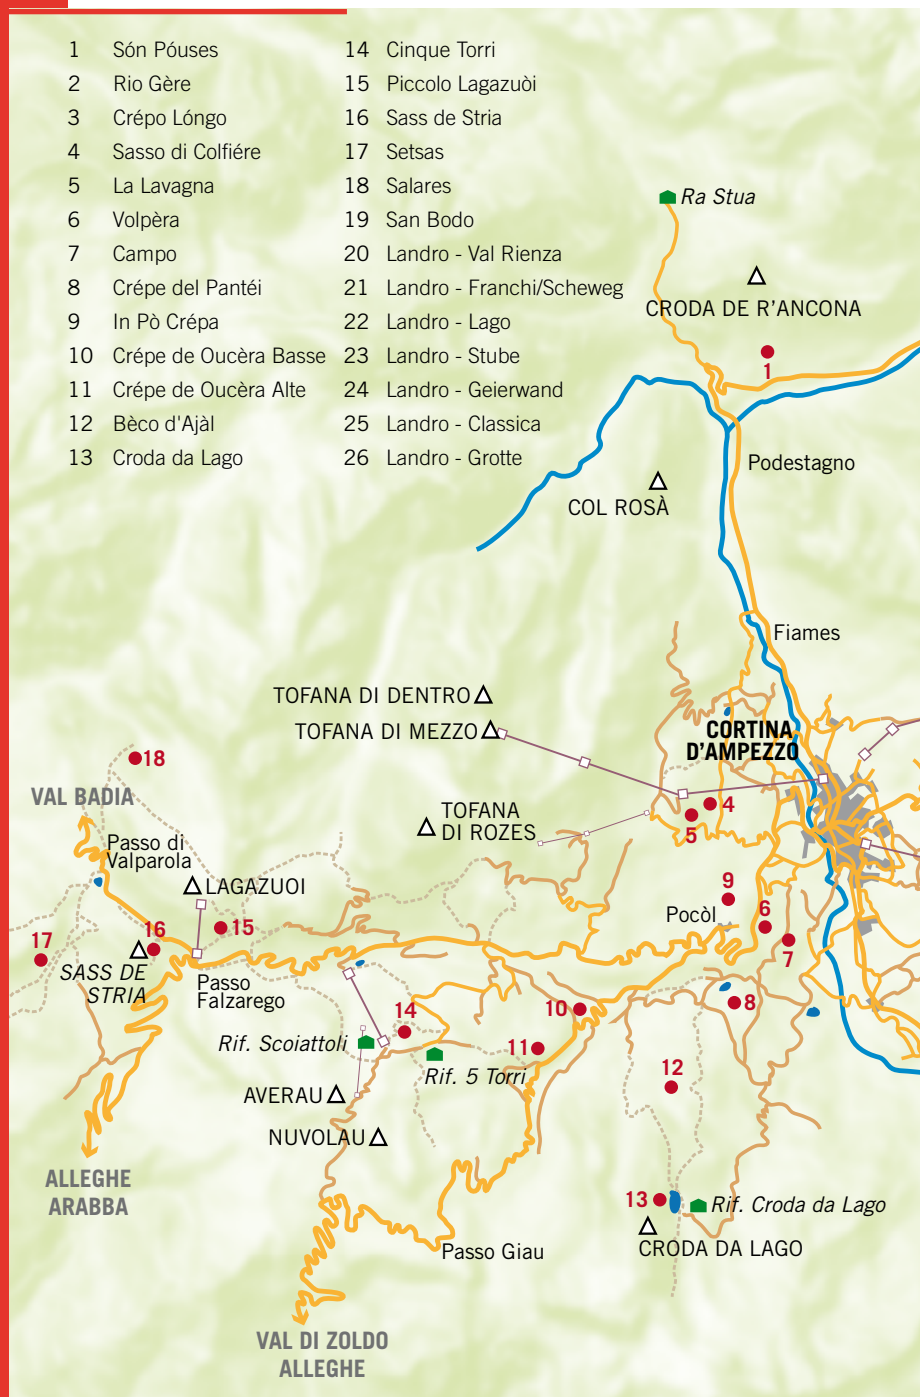 1 Són Póuses
2 Rio Gère
3 Crépo Lóngo
4 Sasso di Colfiére
5 La Lavagna
6 Volpèra
7 Campo
8 Crépe del Pantéi
9 In Pò Crépa
10 Crépe de Oucèra Basse
11 Crépe de Oucèra Alte
12 Bèco d'Ajàl
13 Croda da Lago
14 Cinque Torri
15 Piccolo Lagazuòi
16 Sass de Stria
17 Setsas
18 Salares
19 San Bodo
20 Landro - Val Rienza
21 Landro - Franchi/Scheweg
22 Landro - Lago
23 Landro - Stube
24 Landro - Geierwand
25 Landro - Classica
26 Landro - Grotte
Ra Stua
CRODA DE R'ANCONA
1
Podestagno
COL ROSÀ
Fiames
TOFANA DI DENTRO
TOFANA DI MEZZO
CORTINA
D'AMPEZZO
18
VAL BADIA
4
5
TOFANA
DI ROZES
Passo di
Valparola
LAGAZUOI
9
Pocòl
6
7
15
16
17
SASS DE
STRIA
Passo
Falzarego
8
10
14
Rif. Scoiattoli
11
Rif. 5 Torri
12
AVERAU
NUVOLAU
ALLEGHE
ARABBA
13
Rif. Croda da Lago
CRODA DA LAGO
Passo Giau
VAL DI ZOLDO
ALLEGHE